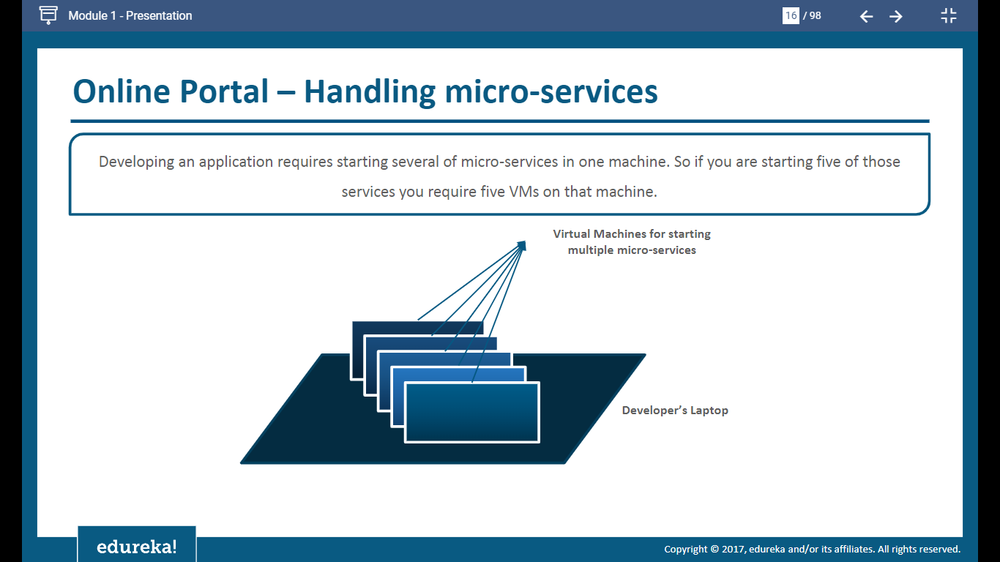 Module 1 - Presentation
16 / 98
Online Portal – Handling micro-services
Developing an application requires starting several of micro-services in one machine. So if you are starting five of those
services you require five VMs on that machine.
Virtual Machines for starting
multiple micro-services
Developer’s Laptop
edureka!
Copyright © 2017, edureka and/or its affiliates. All rights reserved.